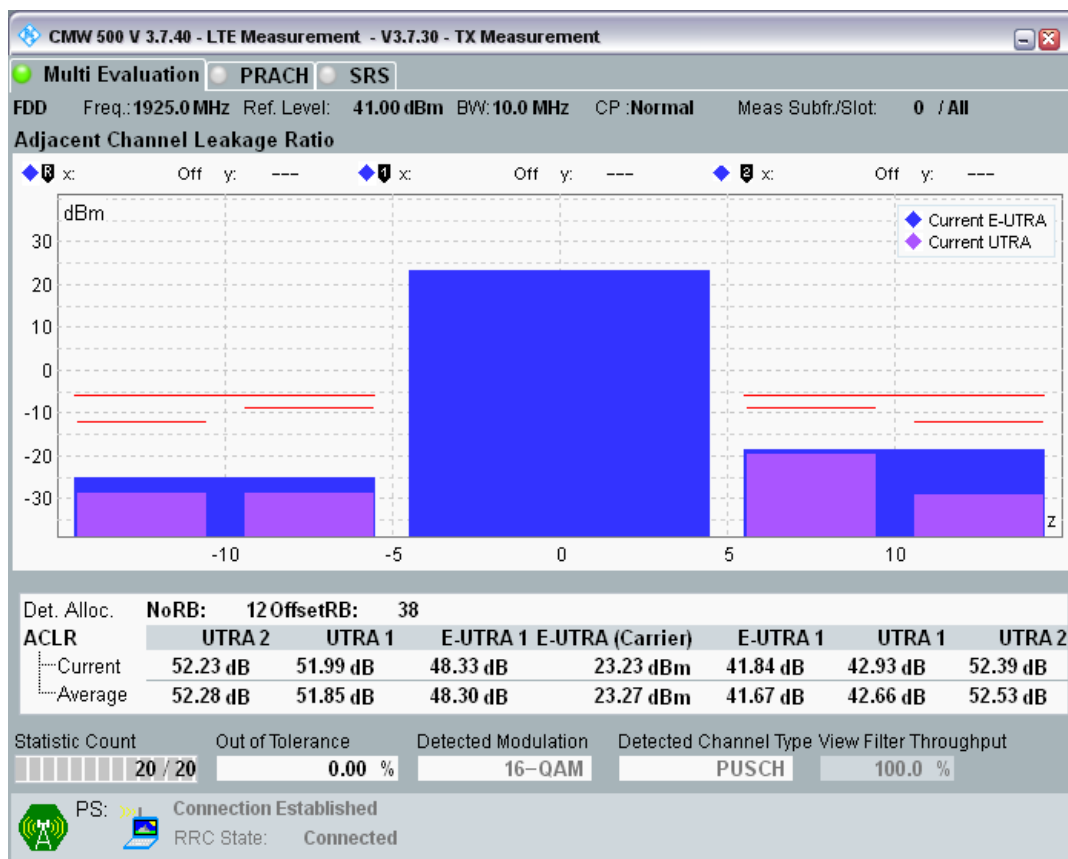 CMW 500 V 3.7.40 - LTE Measurement - V3.7.30 - TX Measurement
Multi Evaluation PRACH SRS
FDD Freq.: 1925.0 MHz Ref. Level: 41.00 dBm BW: 10.0 MHz CP :Normal Meas Subfr./Slot: 0 / All
Adjacent Channel Leakage Ratio
R x: Off y: --- 1 x: Off y: --- 2 x: Off y: ---
dBm
Current E-UTRA
Current UTRA
30
20
10
0
-10
-20
-30
z
-10 -5 0 5 10
Det. Alloc. NoRB: 12 OffsetRB: 38
ACLR UTRA 2 UTRA 1 E-UTRA 1 E-UTRA (Carrier) E-UTRA 1 UTRA 1 UTRA 2
Current 52.23 dB 51.99 dB 48.33 dB 23.23 dBm 41.84 dB 42.93 dB 52.39 dB
Average 52.28 dB 51.85 dB 48.30 dB 23.27 dBm 41.67 dB 42.66 dB 52.53 dB
Statistic Count Out of Tolerance Detected Modulation Detected Channel Type View Filter Throughput
20 / 20 0.00 % 16-QAM PUSCH 100.0 %
PS: Connection Established
RRC State: Connected